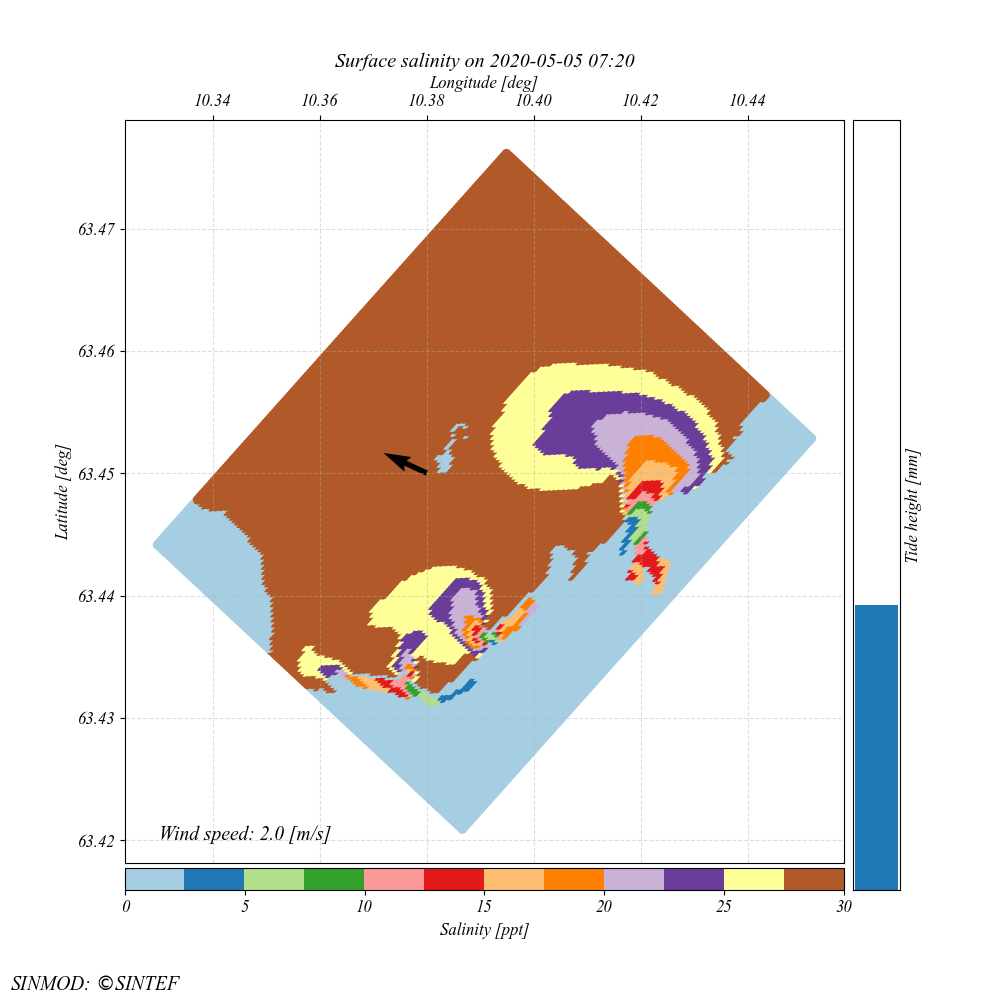 Surface salinity on 2020-05-05 07:20
Longitude [deg]
10.34 10.36 10.38 10.40 10.42 10.44
63.47
63.46
63.45
63.44
63.43
63.42
Latitude [deg]
Tide height [mm]
Wind speed: 2.0 [m/s]
0 5 10 15 20 25 30
Salinity [ppt]
SINMOD: ©SINTEF